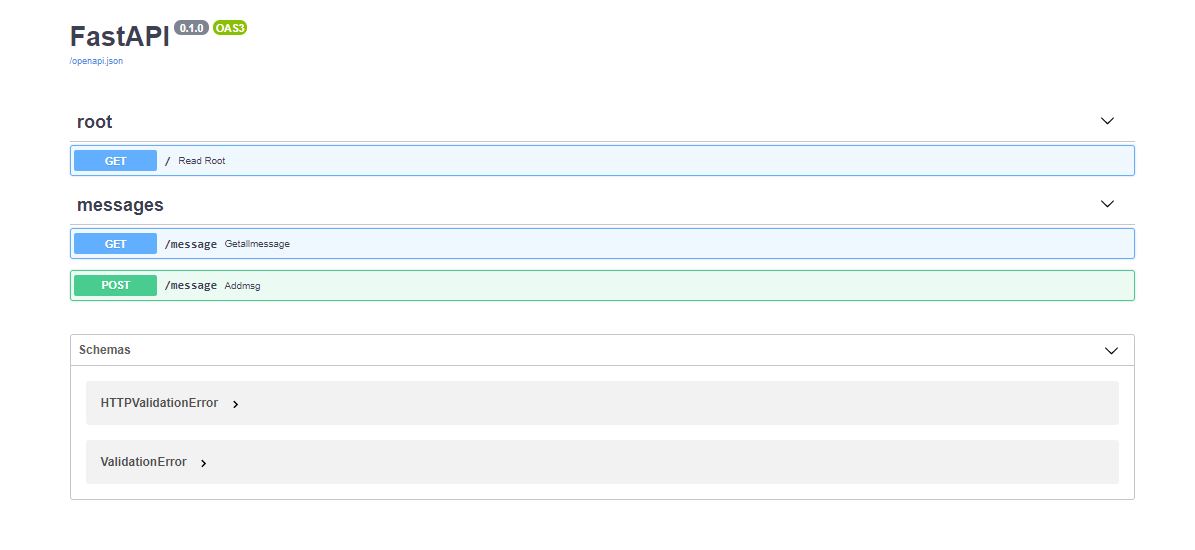 FastAPI 0.1.0 OAS3
/openapi.json
root
GET / Read Root
messages
GET /message Getallmessage
POST /message Addmsg
Schemas
HTTPValidationError
ValidationError